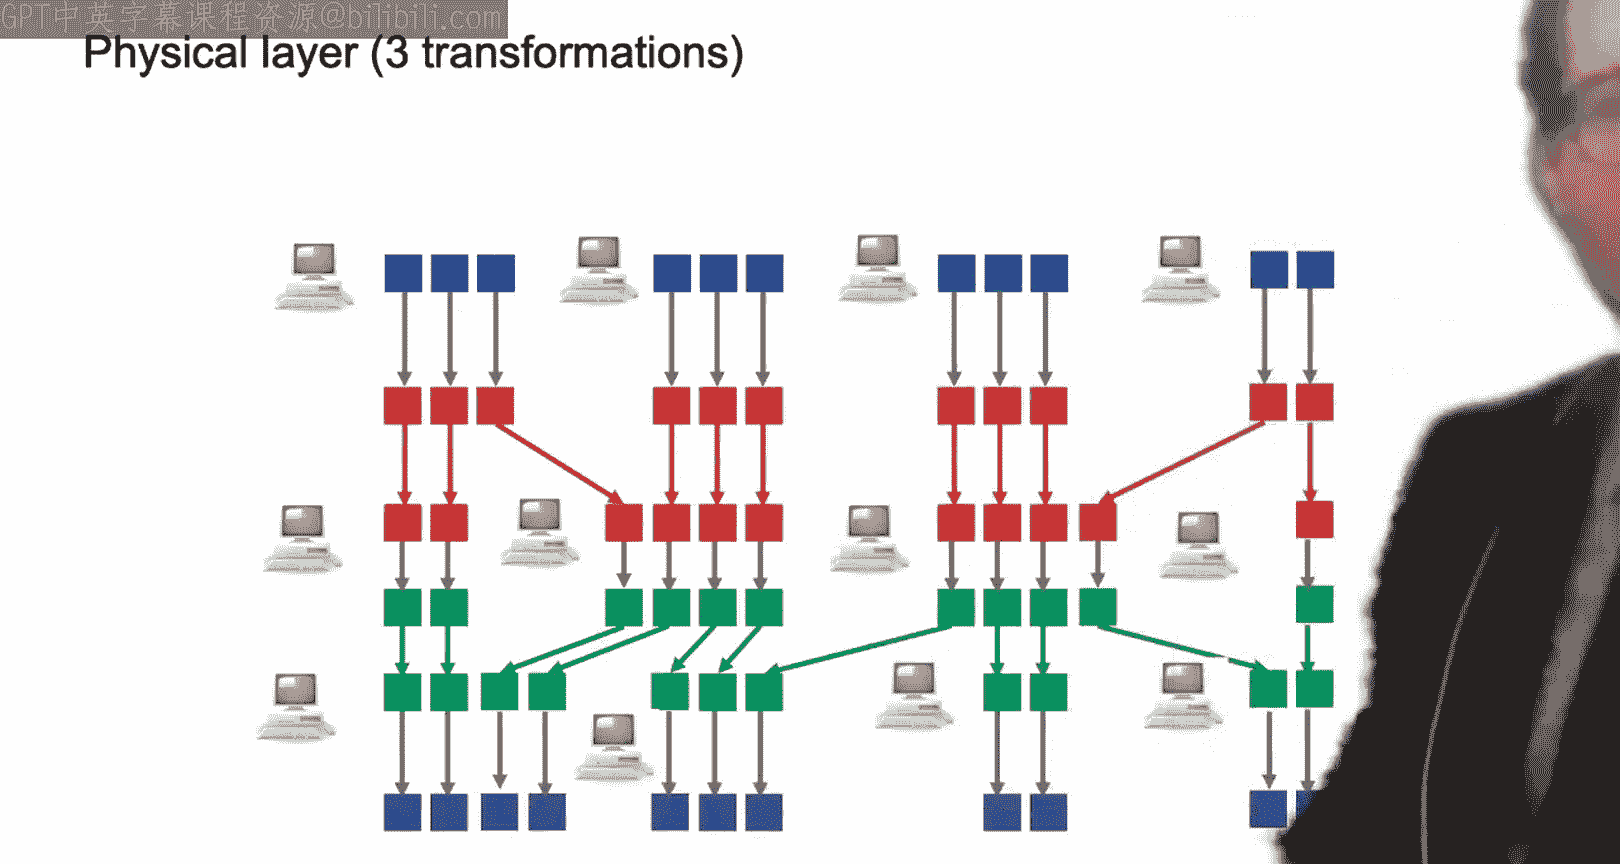 GPT中英字幕课程资源@bilibili.com
Physical layer (3 transformations)